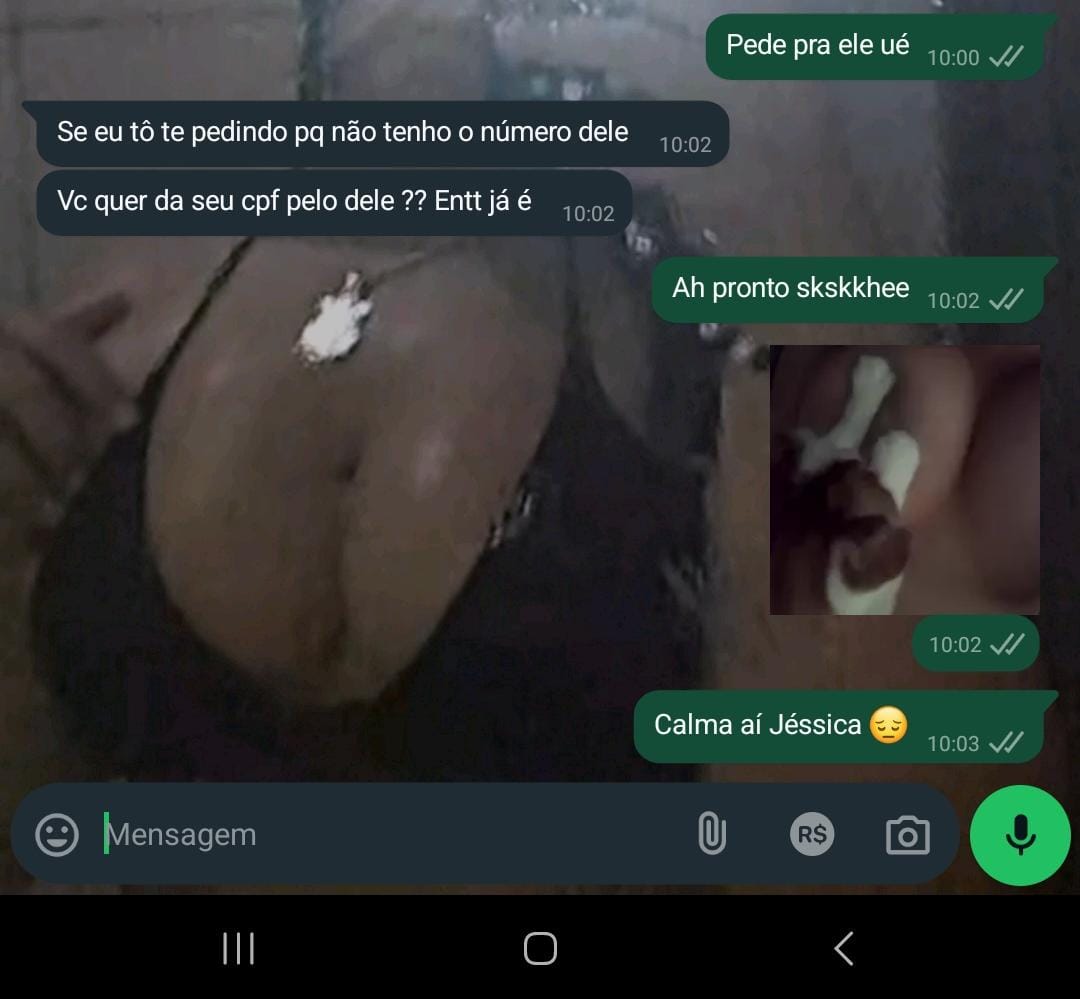 Pede pra ele ué 10:00
Se eu tô te pedindo pq não tenho o número dele 10:02
Vc quer da seu cpf pelo dele ?? Entt já é 10:02
Ah pronto skskkhee 10:02
10:02
Calma aí Jéssica 😔 10:03
Mensagem
R$